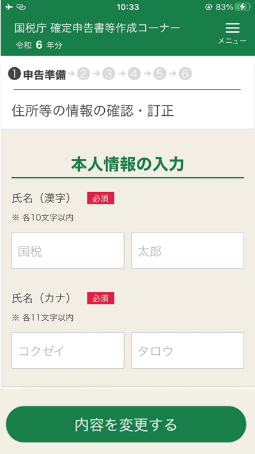 10:33
83%
国税庁 確定申告書等作成コーナー
令和 6 年分
メニュー
1 申告準備 → 2 → 3 → 4 → 5 → 6
住所等の情報の確認・訂正
本人情報の入力
氏名（漢字） 必須
※ 各10文字以内
国税 太郎
氏名（カナ） 必須
※ 各11文字以内
コクゼイ タロウ
内容を変更する